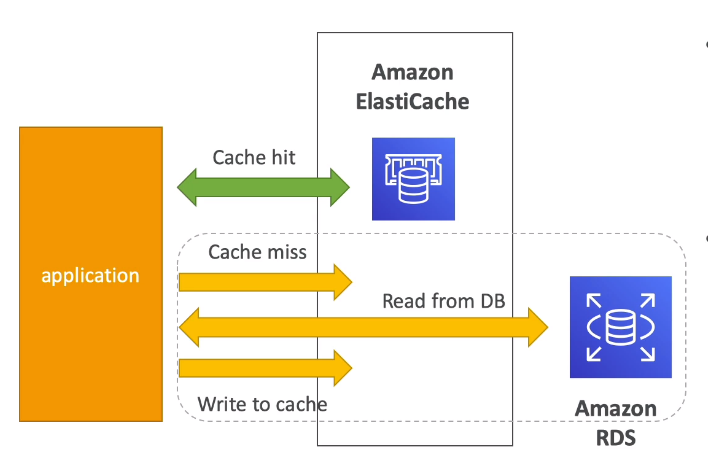 Amazon
ElastiCache
Cache hit
application
Cache miss
Read from DB
Write to cache
Amazon
RDS